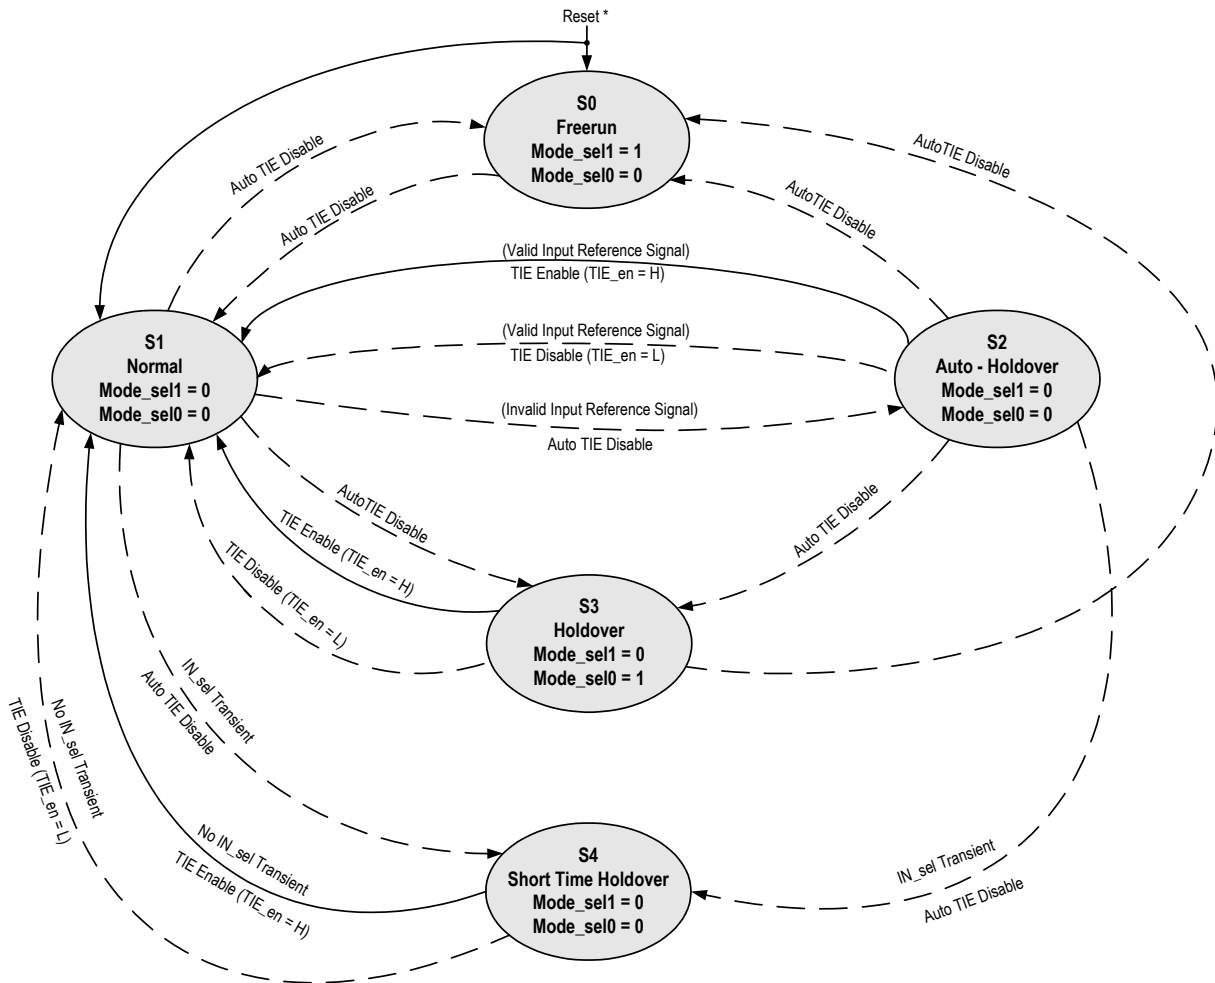 Reset *
S0
Freerun
Mode_sel1 = 1
Mode_sel0 = 0
Auto TIE Disable
Auto TIE Disable
AutoTIE Disable
AutoTIE Disable
(Valid Input Reference Signal)
TIE Enable (TIE_en = H)
S1
Normal
Mode_sel1 = 0
Mode_sel0 = 0
(Valid Input Reference Signal)
TIE Disable (TIE_en = L)
(Invalid Input Reference Signal)
Auto TIE Disable
S2
Auto - Holdover
Mode_sel1 = 0
Mode_sel0 = 0
AutoTIE Disable
TIE Enable (TIE_en = H)
TIE Disable (TIE_en = L)
Auto TIE Disable
S3
Holdover
Mode_sel1 = 0
Mode_sel0 = 1
IN_sel Transient
Auto TIE Disable
No IN_sel Transient
TIE Disable (TIE_en = L)
No IN_sel Transient
TIE Enable (TIE_en = H)
S4
Short Time Holdover
Mode_sel1 = 0
Mode_sel0 = 0
IN_sel Transient
Auto TIE Disable